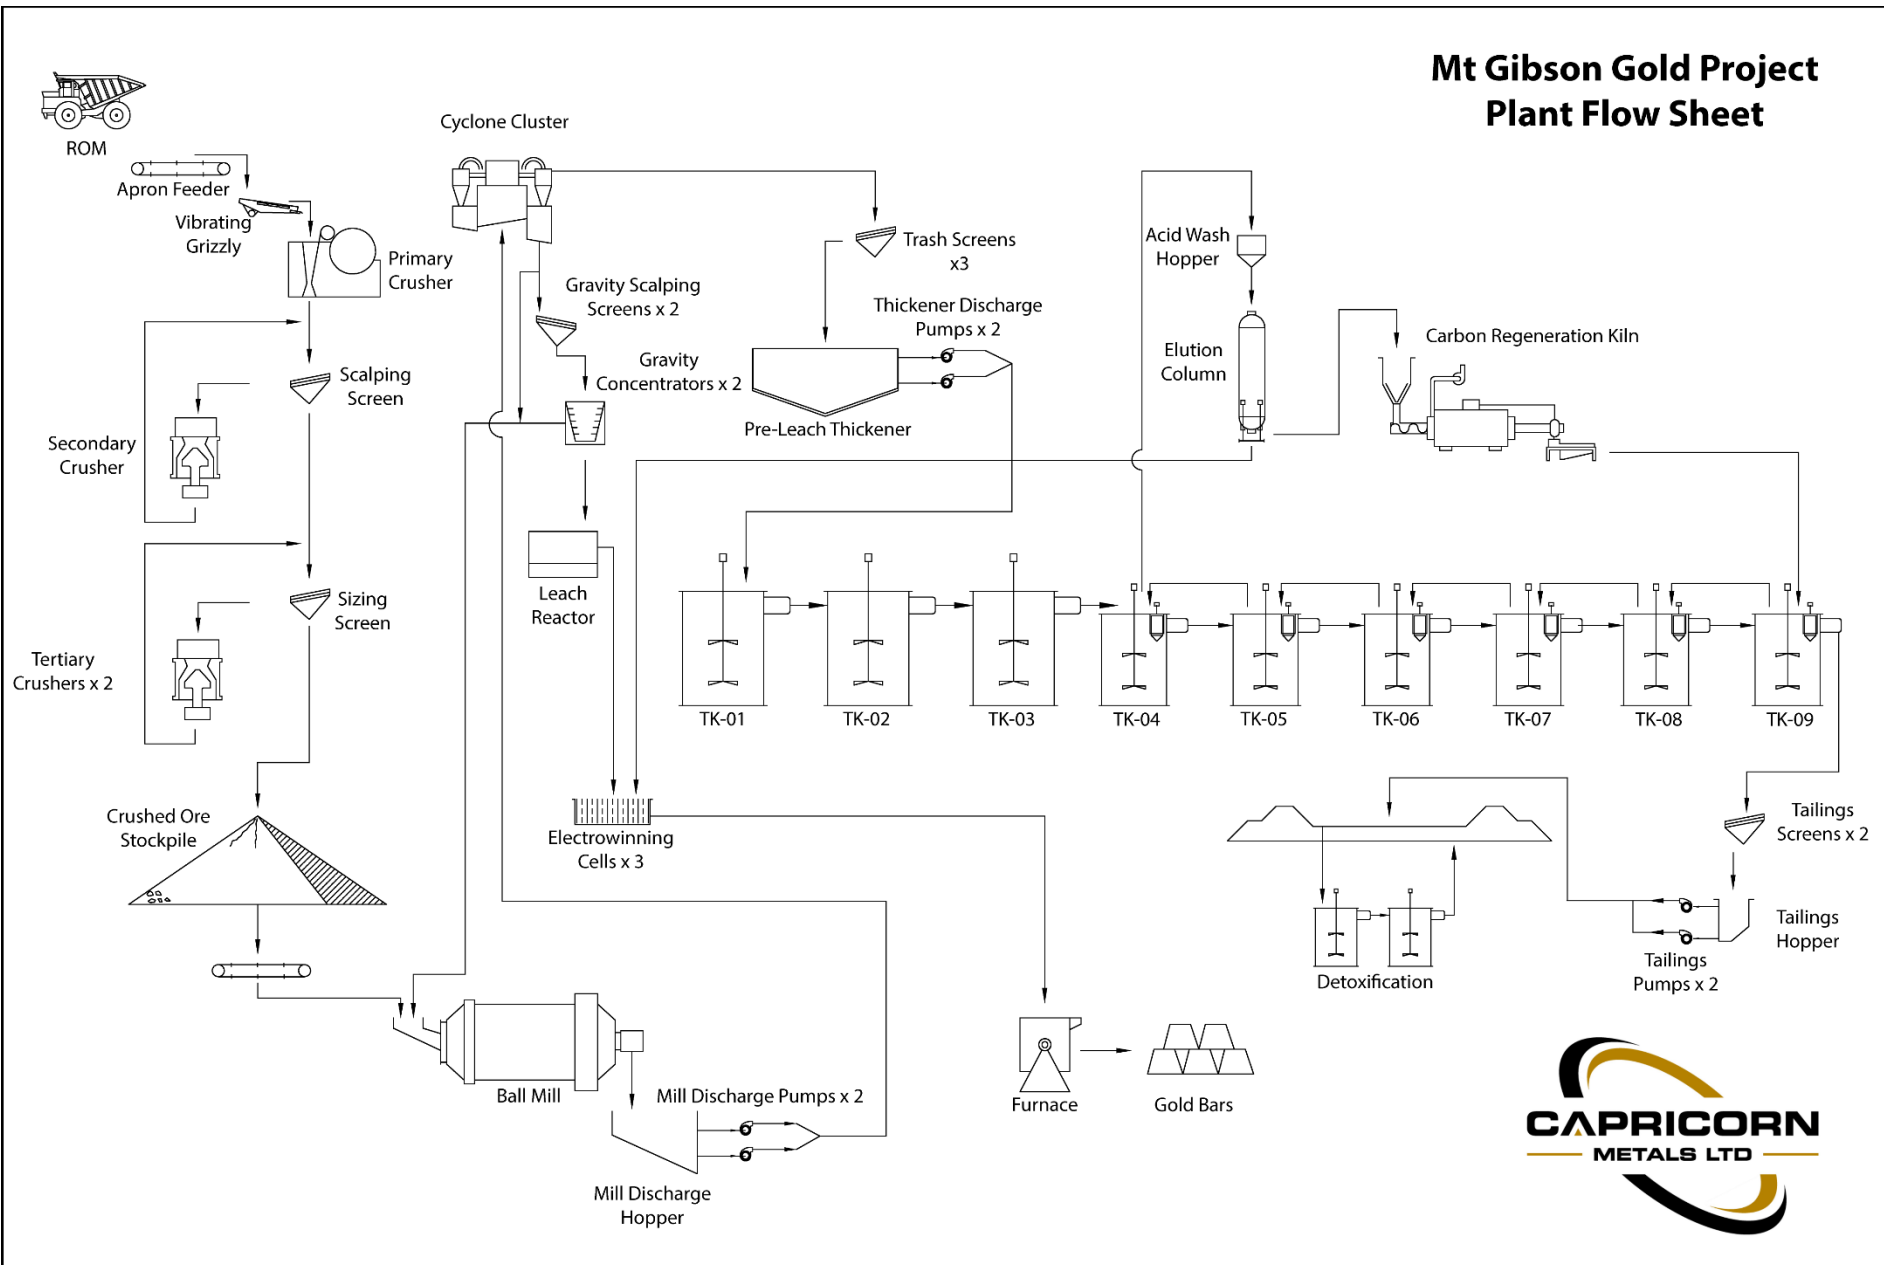 Mt Gibson Gold Project
Plant Flow Sheet
ROM
Apron Feeder
Vibrating
Grizzly
Primary
Crusher
Scalping
Screen
Secondary
Crusher
Sizing
Screen
Tertiary
Crushers x 2
Crushed Ore
Stockpile
Cyclone Cluster
Gravity Scalping
Screens x 2
Gravity
Concentrators x 2
Leach
Reactor
Electrowinning
Cells x 3
Ball Mill
Mill Discharge Pumps x 2
Mill Discharge
Hopper
Trash Screens
x3
Thickener Discharge
Pumps x 2
Pre-Leach Thickener
Acid Wash
Hopper
Elution
Column
Carbon Regeneration Kiln
TK-01
TK-02
TK-03
TK-04
TK-05
TK-06
TK-07
TK-08
TK-09
Tailings
Screens x 2
Tailings
Hopper
Tailings
Pumps x 2
Detoxification
Furnace
Gold Bars
CAPRICORN
METALS LTD